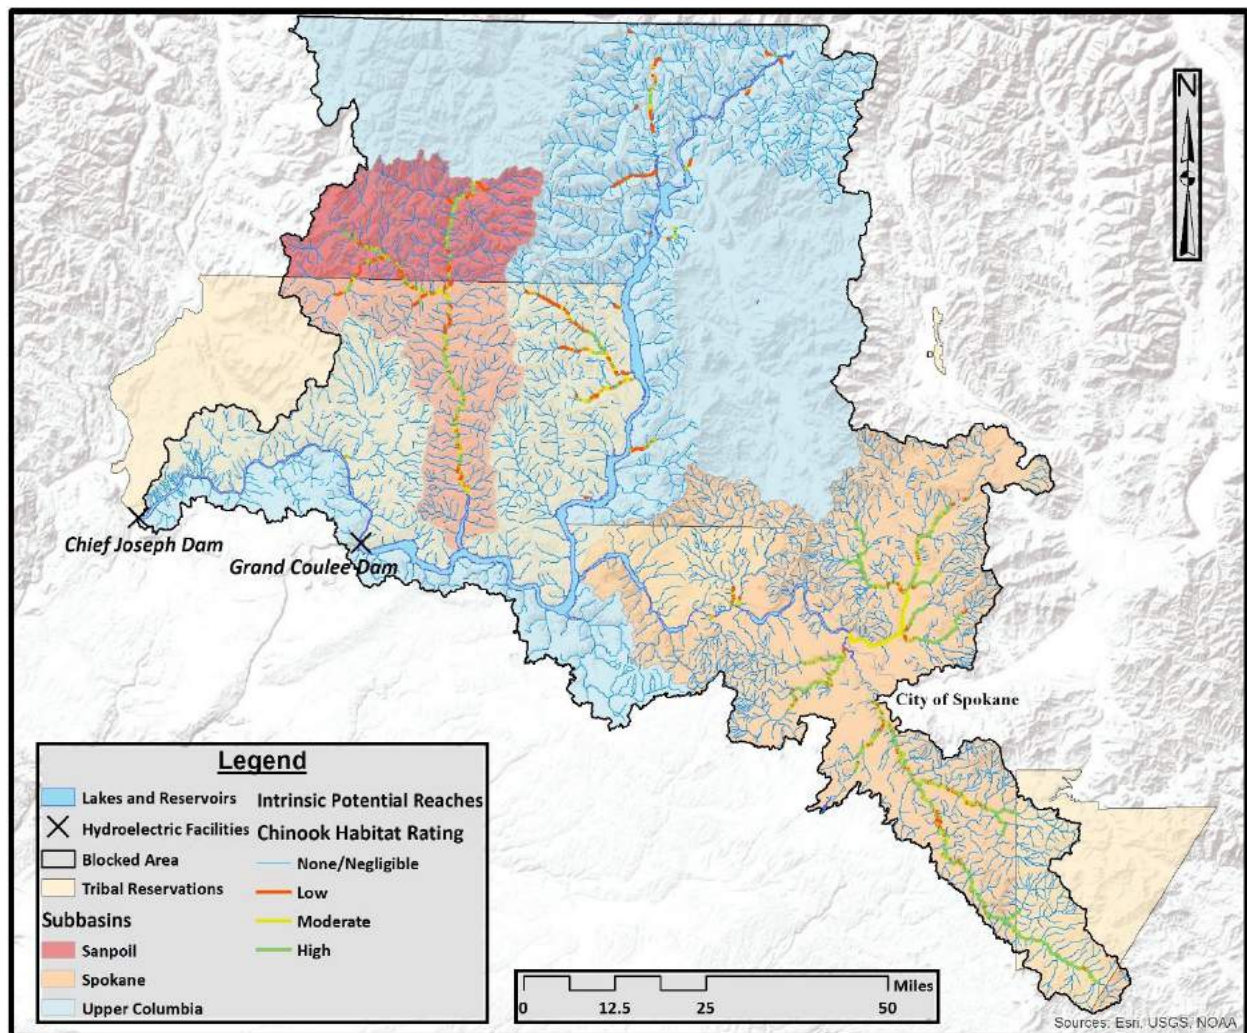 N
Chief Joseph Dam
Grand Coulee Dam
City of Spokane
Legend
Lakes and Reservoirs
Hydroelectric Facilities
Blocked Area
Tribal Reservations
Subbasins
Sanpoil
Spokane
Upper Columbia
Intrinsic Potential Reaches
Chinook Habitat Rating
None/Negligible
Low
Moderate
High
Miles
0 12.5 25 50
Sources: Esri, USGS, NOAA